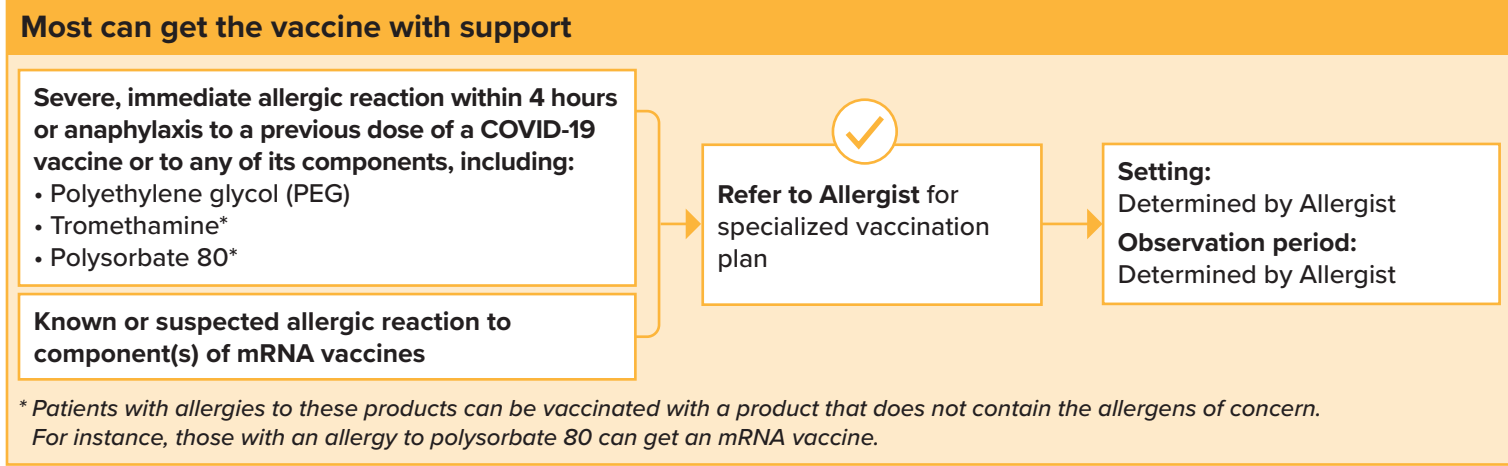 Most can get the vaccine with support
Severe, immediate allergic reaction within 4 hours
or anaphylaxis to a previous dose of a COVID-19
vaccine or to any of its components, including:
• Polyethylene glycol (PEG)
• Tromethamine*
• Polysorbate 80*
Known or suspected allergic reaction to
component(s) of mRNA vaccines
Refer to Allergist for
specialized vaccination
plan
Setting:
Determined by Allergist
Observation period:
Determined by Allergist
* Patients with allergies to these products can be vaccinated with a product that does not contain the allergens of concern.
For instance, those with an allergy to polysorbate 80 can get an mRNA vaccine.